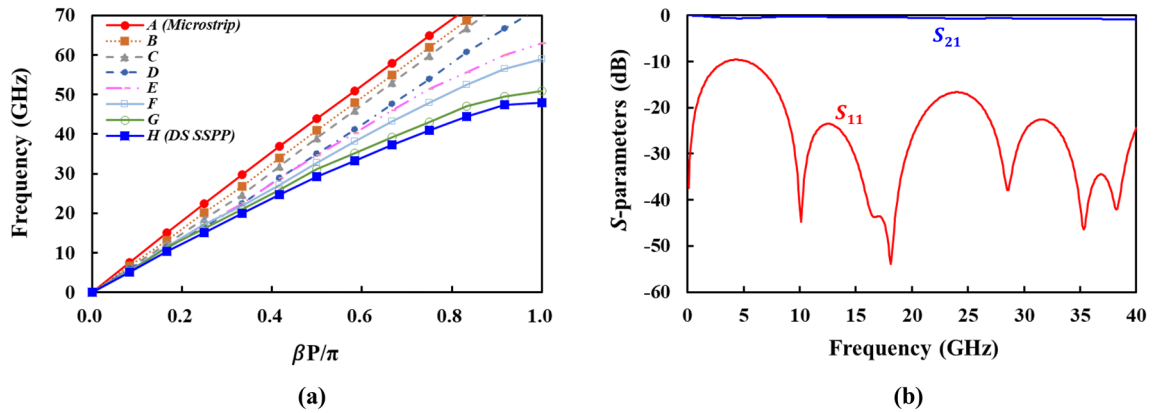 Frequency (GHz)
70
60
50
40
30
20
10
0
A (Microstrip)
B
C
D
E
F
G
H (DS SSPP)
0.0 0.2 0.4 0.6 0.8 1.0
βP/π
(a)
S-parameters (dB)
0
-10
-20
-30
-40
-50
-60
S21
S11
0 5 10 15 20 25 30 35 40
Frequency (GHz)
(b)